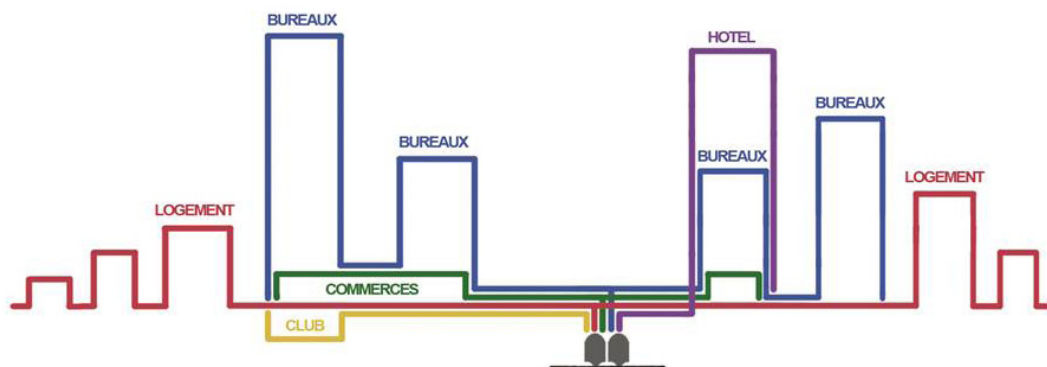 BUREAUX
HOTEL
BUREAUX
BUREAUX
BUREAUX
LOGEMENT
LOGEMENT
COMMERCES
CLUB